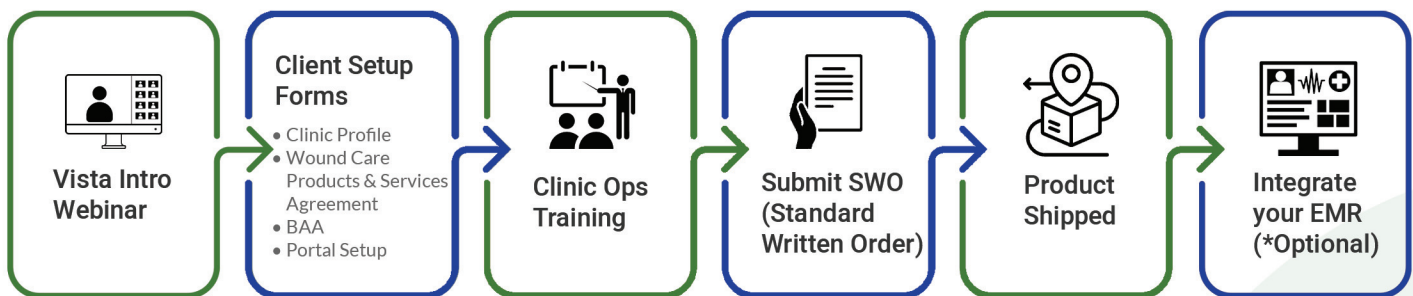 Vista Intro
Webinar
Client Setup
Forms
• Clinic Profile
• Wound Care
Products & Services
Agreement
• BAA
• Portal Setup
Clinic Ops
Training
Submit SWO
(Standard
Written Order)
Product
Shipped
Integrate
your EMR
(*Optional)